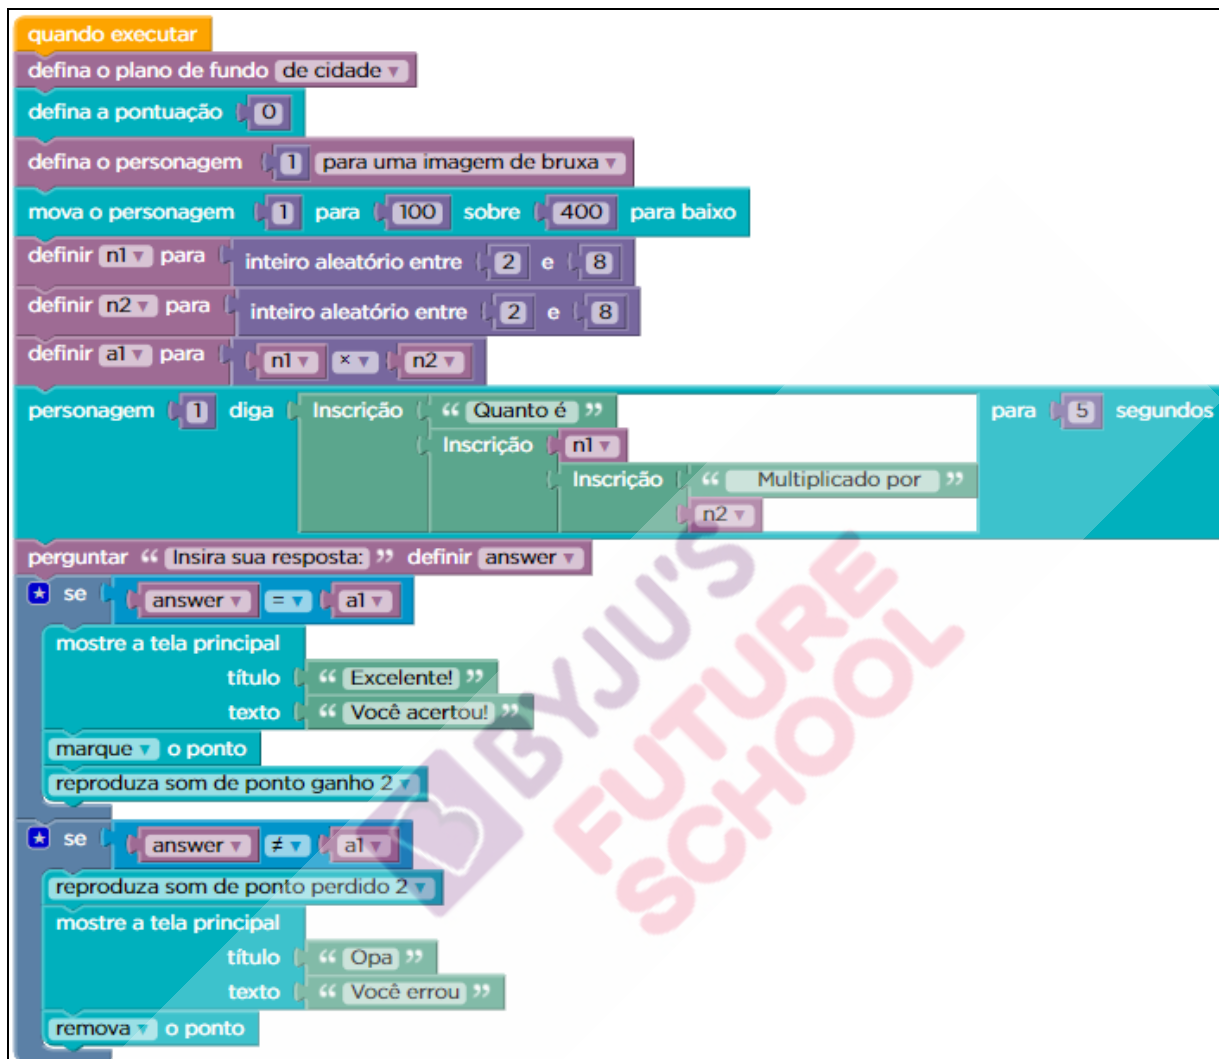 quando executar
defina o plano de fundo de cidade
defina a pontuação 0
defina o personagem 1 para uma imagem de bruxa
mova o personagem 1 para 100 sobre 400 para baixo
definir n1 para inteiro aleatório entre 2 e 8
definir n2 para inteiro aleatório entre 2 e 8
definir a1 para n1 × n2
personagem 1 diga Inscrição “ Quanto é ” para 5 segundos
Inscrição n1
Inscrição “ Multiplicado por ”
n2
perguntar “ Insira sua resposta: ” definir answer
se answer = a1
mostre a tela principal
título “ Excelente! ”
texto “ Você acertou! ”
marque o ponto
reproduza som de ponto ganho 2
se answer ≠ a1
reproduza som de ponto perdido 2
mostre a tela principal
título “ Opa ”
texto “ Você errou ”
remova o ponto
BYJU'S
FUTURE
SCHOOL